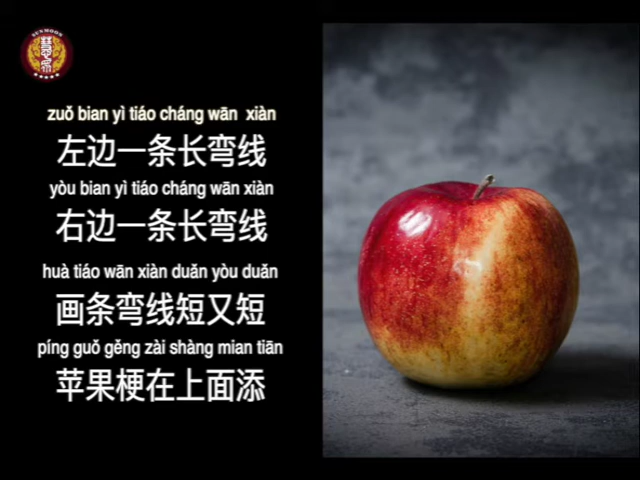 SUN MOON
zuǒ bian yì tiáo cháng wān xiàn
左边一条长弯线
yòu bian yì tiáo cháng wān xiàn
右边一条长弯线
huà tiáo wān xiàn duǎn yòu duǎn
画条弯线短又短
píng guǒ gěng zài shàng mian tiān
苹果梗在上面添